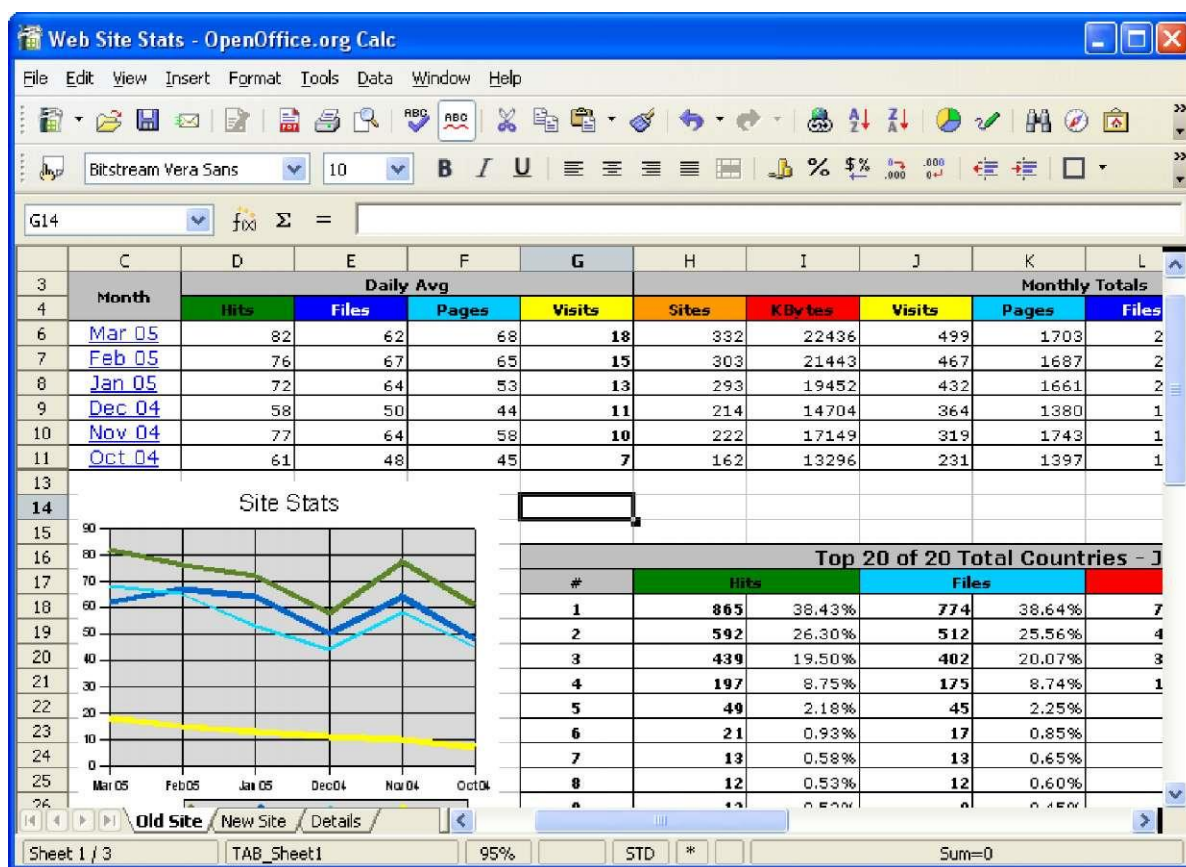 Web Site Stats - OpenOffice.org Calc
File Edit View Insert Format Tools Data Window Help
Bitstream Vera Sans 10 B I U
G14 f(x) Σ =
C D E F G H I J K L
3 Month Daily Avg Monthly Totals
4 Hits Files Pages Visits Sites KBytes Visits Pages Files
6 Mar 05 82 62 68 18 332 22436 499 1703 2
7 Feb 05 76 67 65 15 303 21443 467 1687 2
8 Jan 05 72 64 53 13 293 19452 432 1661 2
9 Dec 04 58 50 44 11 214 14704 364 1380 1
10 Nov 04 77 64 58 10 222 17149 319 1743 1
11 Oct 04 61 48 45 7 162 13296 231 1397 1
13
14
15
16 Top 20 of 20 Total Countries - J
17 # Hits Files
18 1 865 38.43% 774 38.64% 7
19 2 592 26.30% 512 25.56% 4
20 3 439 19.50% 402 20.07% 3
21 4 197 8.75% 175 8.74% 1
22 5 49 2.18% 45 2.25%
23 6 21 0.93% 17 0.85%
24 7 13 0.58% 13 0.65%
25 8 12 0.53% 12 0.60%
26
Site Stats
90
80
70
60
50
40
30
20
10
0
Mar 05 Feb05 Jan 05 Dec04 Nov 04 Oct 04
Old Site New Site Details
Sheet 1 / 3 TAB_Sheet1 95% STD * Sum=0